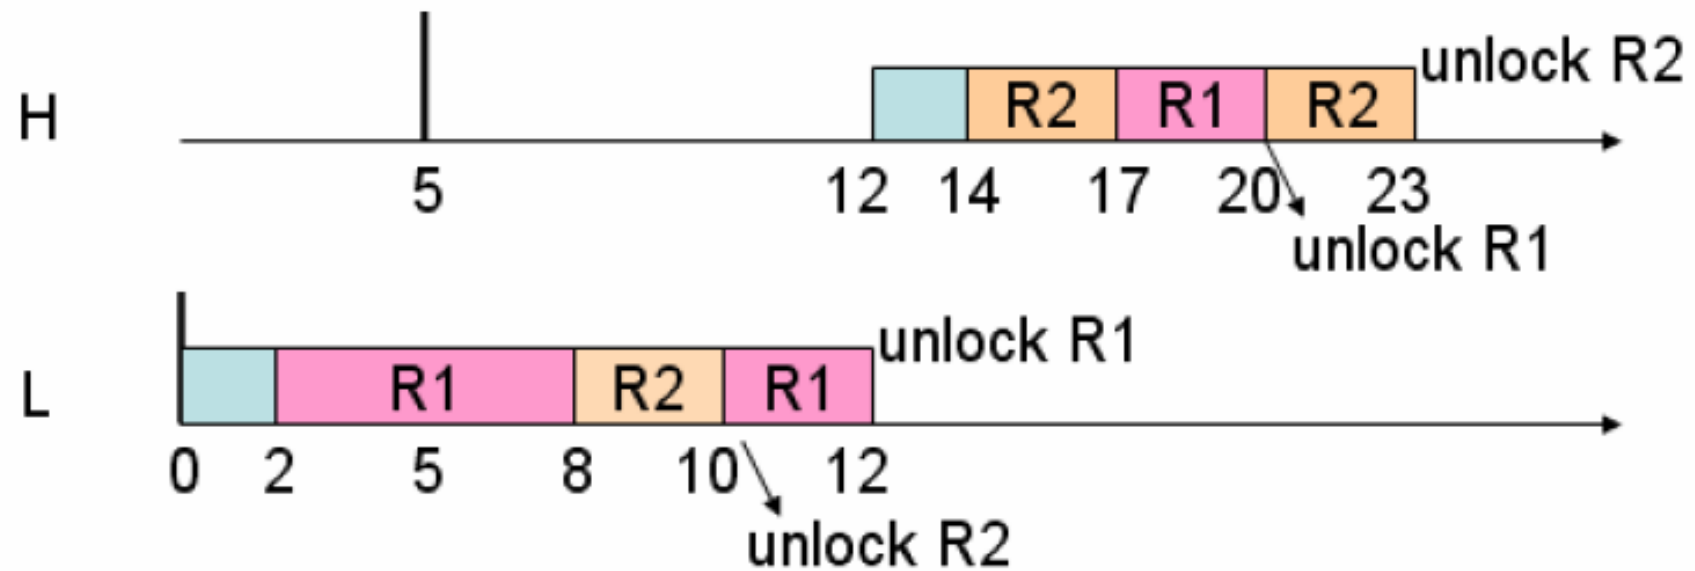 unlock R2
H R2 R1 R2
5 12 14 17 20 23
unlock R1
unlock R1
L R1 R2 R1
0 2 5 8 10 12
unlock R2